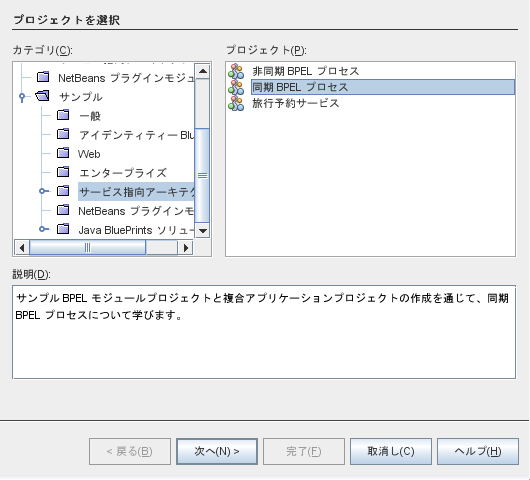 プロジェクトを選択
カテゴリ(C):
NetBeans プラグインモジュ
サンプル
一般
アイデンティティー Blu
Web
エンタープライズ
サービス指向アーキテク
NetBeans プラグインモ
Java BluePrints ソリュー
プロジェクト(P):
非同期 BPEL プロセス
同期 BPEL プロセス
旅行予約サービス
説明(D):
サンプル BPEL モジュールプロジェクトと複合アプリケーションプロジェクトの作成を通じて、同期
BPEL プロセスについて学びます。
< 戻る(B)
次へ(N) >
完了(F)
取消し(C)
ヘルプ(H)